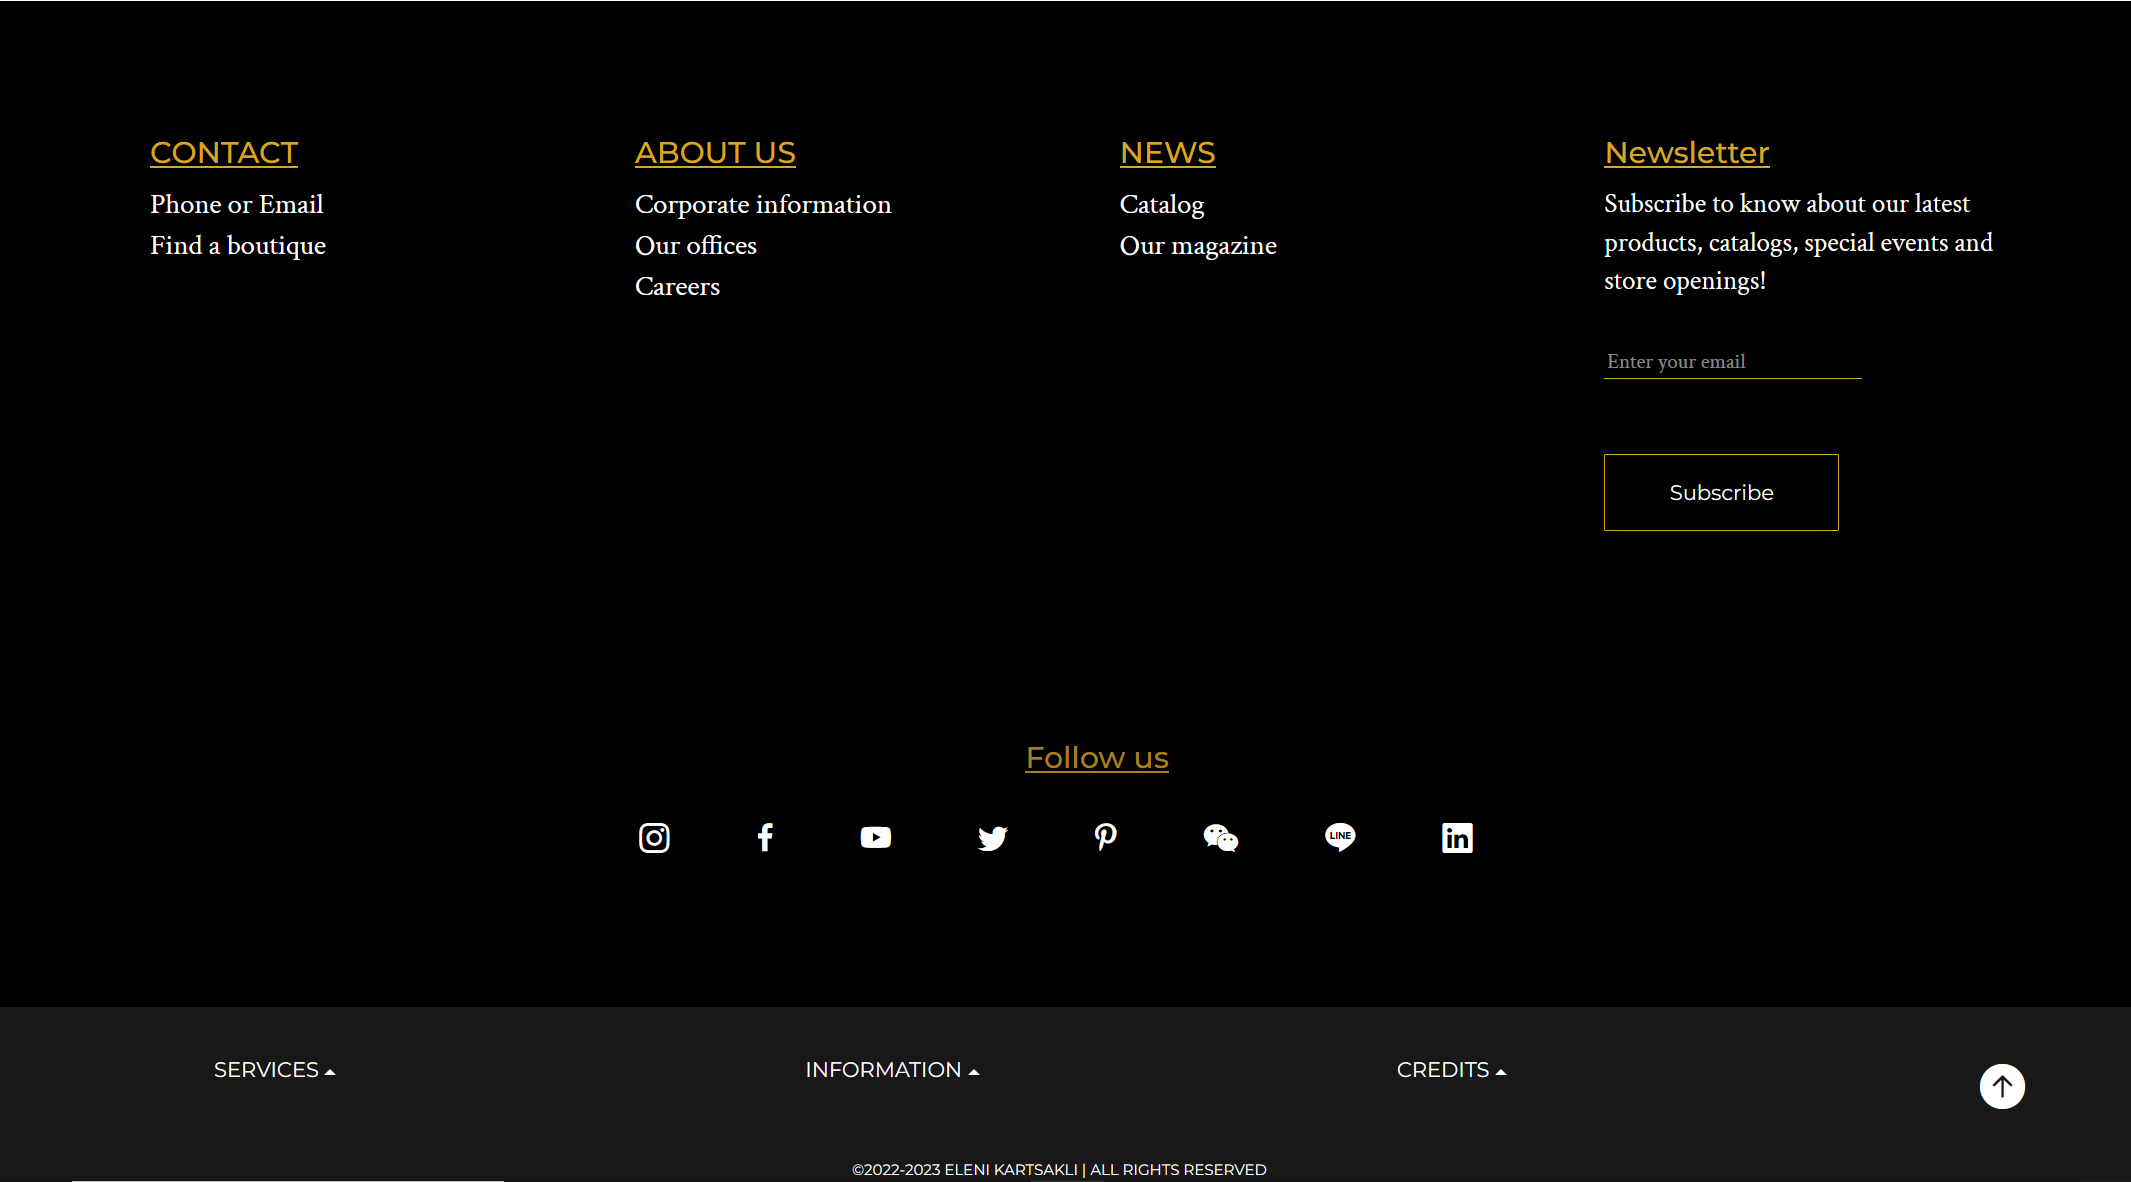 CONTACT
Phone or Email
Find a boutique
ABOUT US
Corporate information
Our offices
Careers
NEWS
Catalog
Our magazine
Newsletter
Subscribe to know about our latest
products, catalogs, special events and
store openings!
Enter your email
Subscribe
Follow us
LINE
in
SERVICES
INFORMATION
CREDITS
©2022-2023 ELENI KARTSAKLI | ALL RIGHTS RESERVED